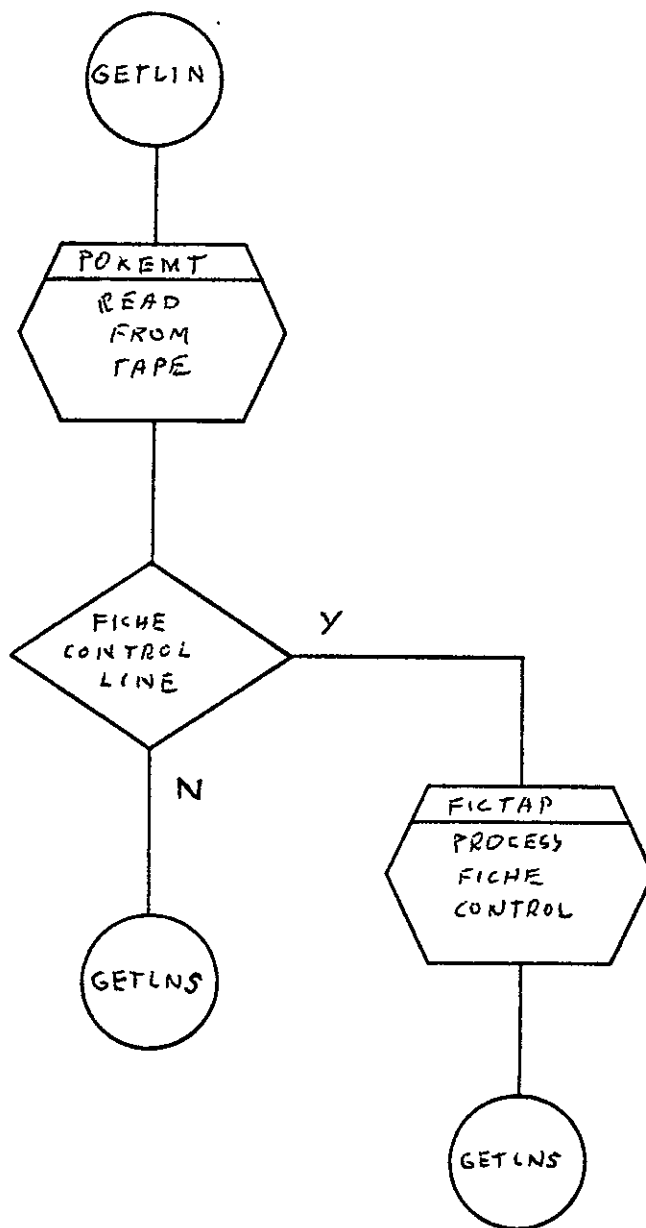 GETLIN
POKEMT
READ
FROM
TAPE
FICHE
CONTROL
LINE
Y
N
FICTAP
PROCESS
FICHE
CONTROL
GETLNS
GETLNS